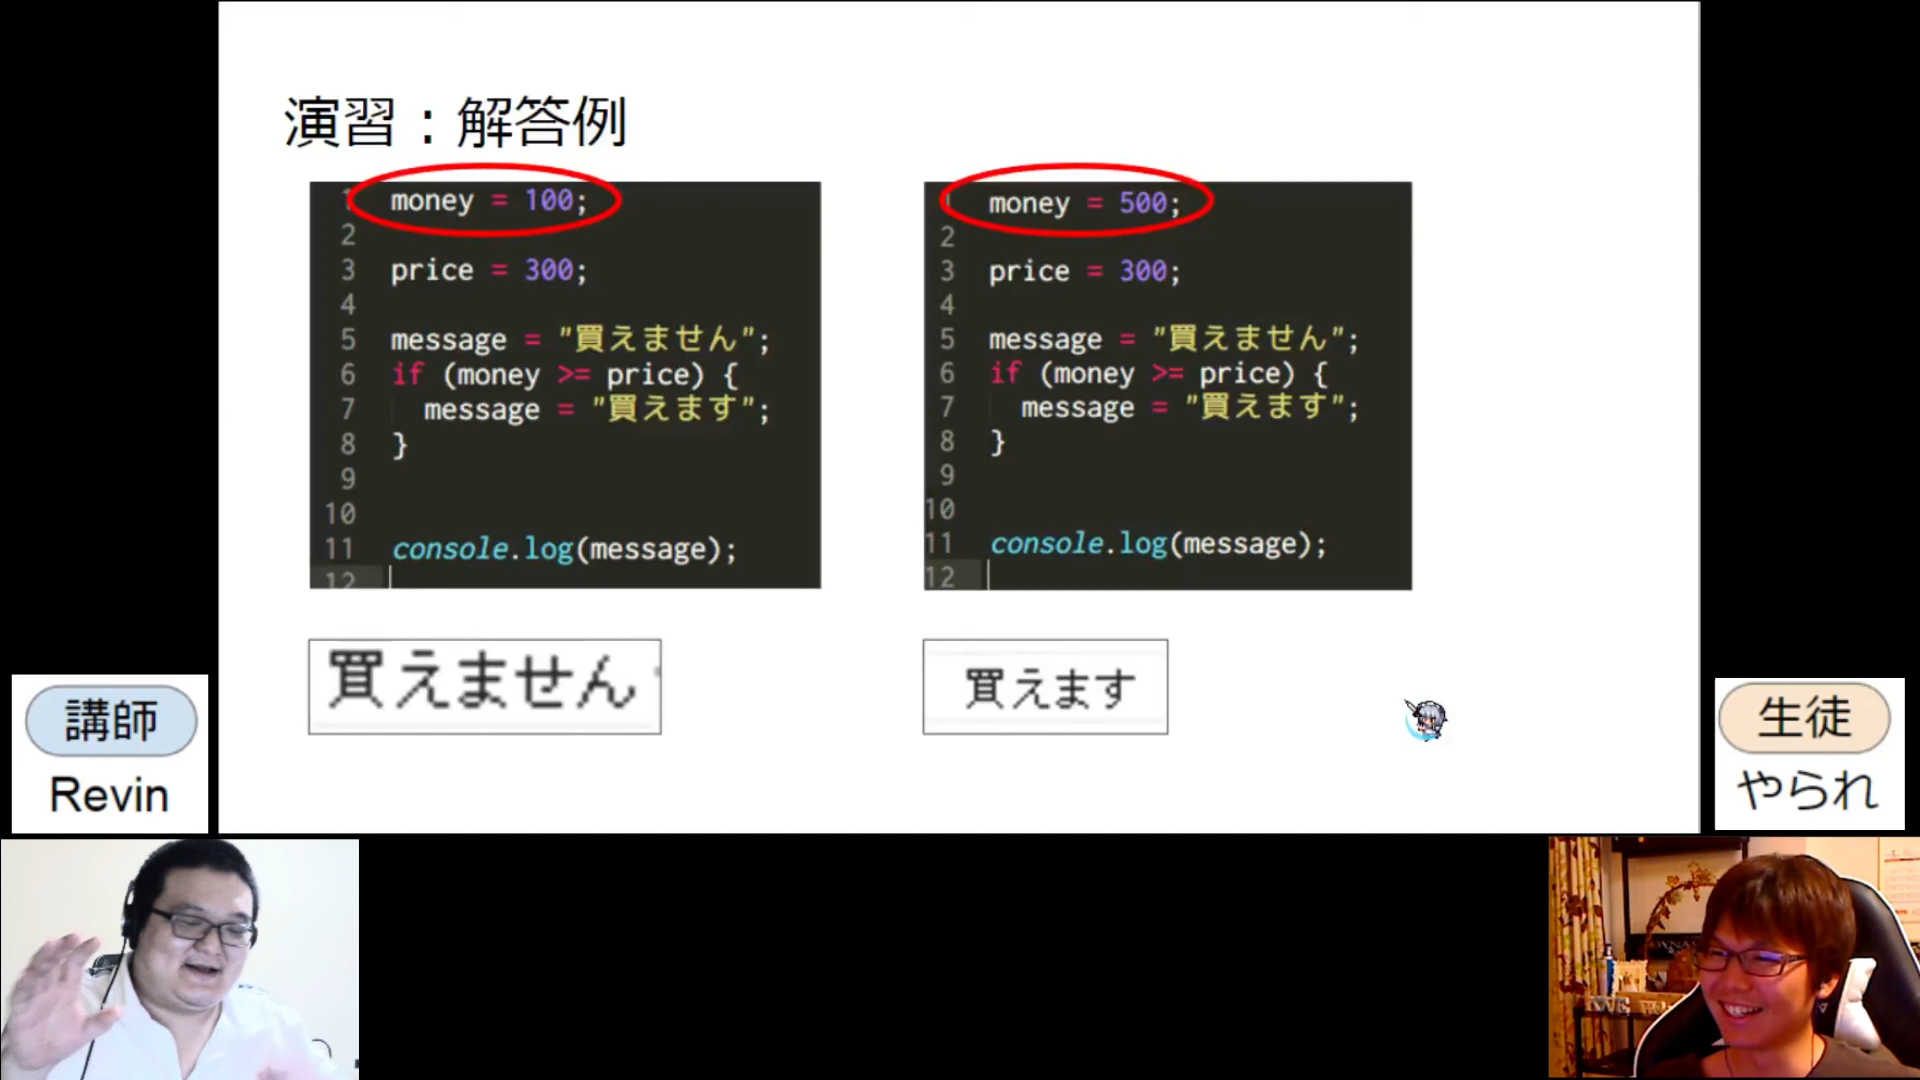 演習：解答例
1 money = 100;
2
3 price = 300;
4
5 message = "買えません";
6 if (money >= price) {
7 message = "買えます";
8 }
9
10
11 console.log(message);
12
買えません
money = 500;
2
3 price = 300;
4
5 message = "買えません";
6 if (money >= price) {
7 message = "買えます";
8 }
9
10
11 console.log(message);
12
買えます
講師
Revin
生徒
やられ